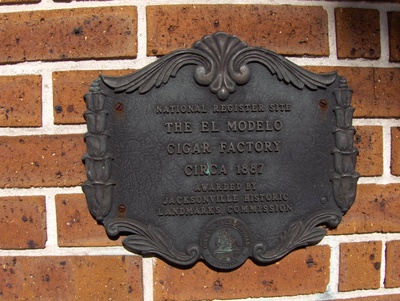 NATIONAL REGISTER SITE
THE EL MODELO
CIGAR FACTORY
CIRCA 1887
AWARDED BY
JACKSONVILLE HISTORIC
LANDMARKS COMMISSION